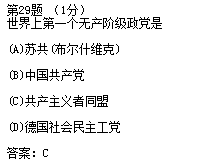 第29题 （1分）
世界上第一个无产阶级政党是
(A)苏共(布尔什维克)
(B)中国共产党
(C)共产主义者同盟
(D)德国社会民主工党
答案：C